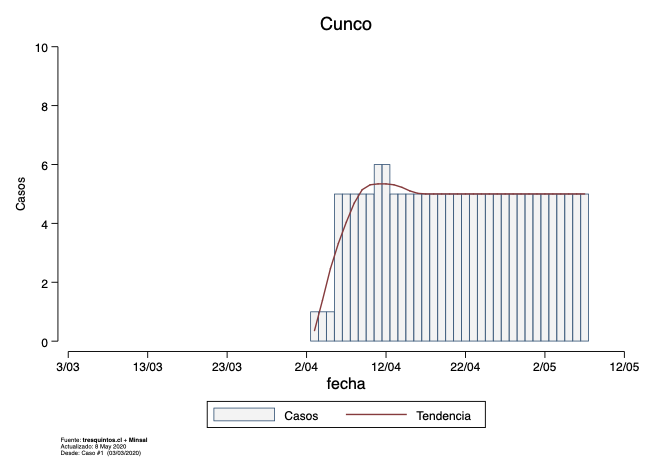 Cunco
10
8
6
4
2
0
Casos
3/03 13/03 23/03 2/04 12/04 22/04 2/05 12/05
fecha
Casos Tendencia
Fuente: tresquintos.cl + Minsal
Actualizado: 8 May 2020
Desde: Caso #1 (03/03/2020)